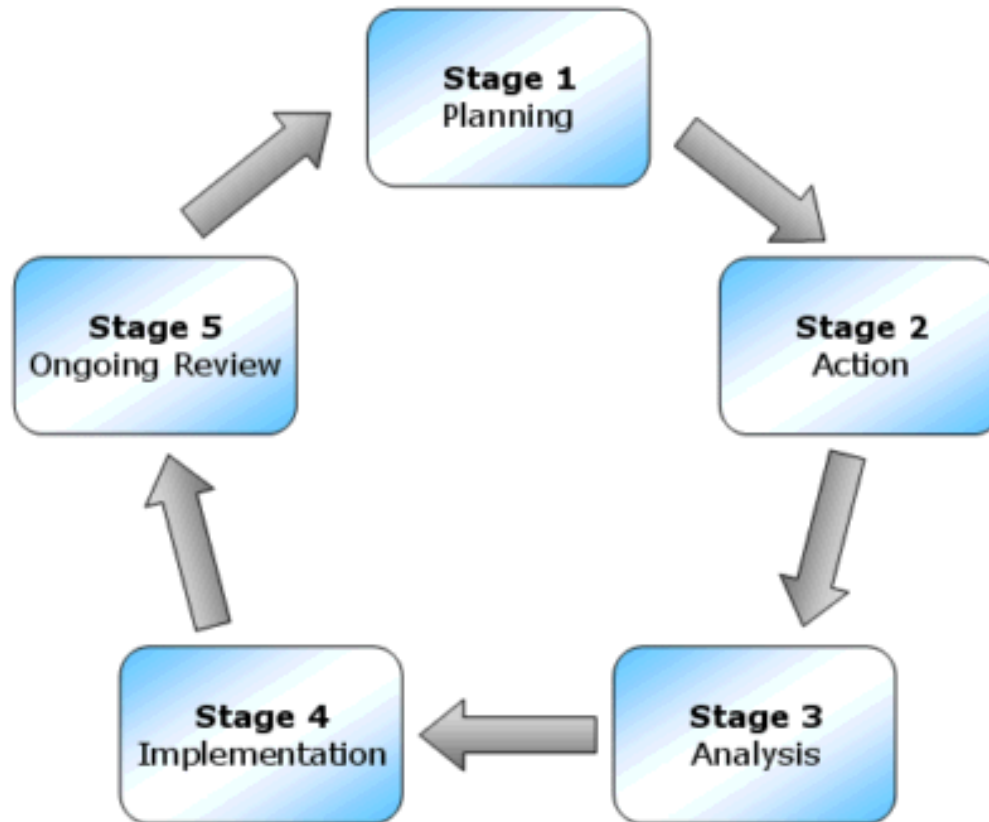 Stage 1
Planning
Stage 2
Action
Stage 3
Analysis
Stage 4
Implementation
Stage 5
Ongoing Review